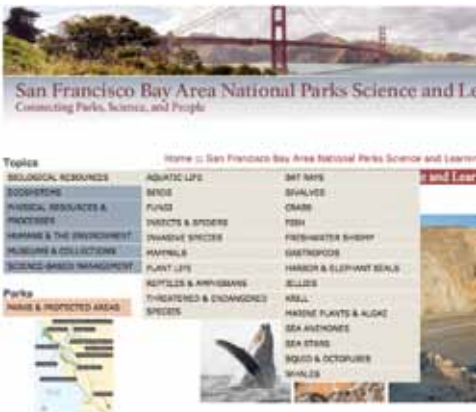 San Francisco Bay Area National Parks Science and Le
Connecting Parks, Science, and People
Home :: San Francisco Bay Area National Parks Science and Learnin
e and Lear
Topics
BIOLOGICAL RESOURCES
ECOSYSTEMS
PHYSICAL RESOURCES &
PROCESSES
HUMANS & THE ENVIRONMENT
MUSEUMS & COLLECTIONS
SCIENCE-BASED MANAGEMENT
Parks
PARKS & PROTECTED AREAS
AQUATIC LIFE
BIRDS
FUNGI
INSECTS & SPIDERS
INVASIVE SPECIES
MAMMALS
PLANT LIFE
REPTILES & AMPHIBIANS
THREATENED & ENDANGERED
SPECIES
BAT RAYS
BIVALVES
CRABS
FISH
FRESHWATER SHRIMP
GASTROPODS
HARBOR & ELEPHANT SEALS
JELLIES
KRILL
MARINE PLANTS & ALGAE
SEA ANEMONES
SEA STARS
SQUID & OCTOPUSES
WHALES